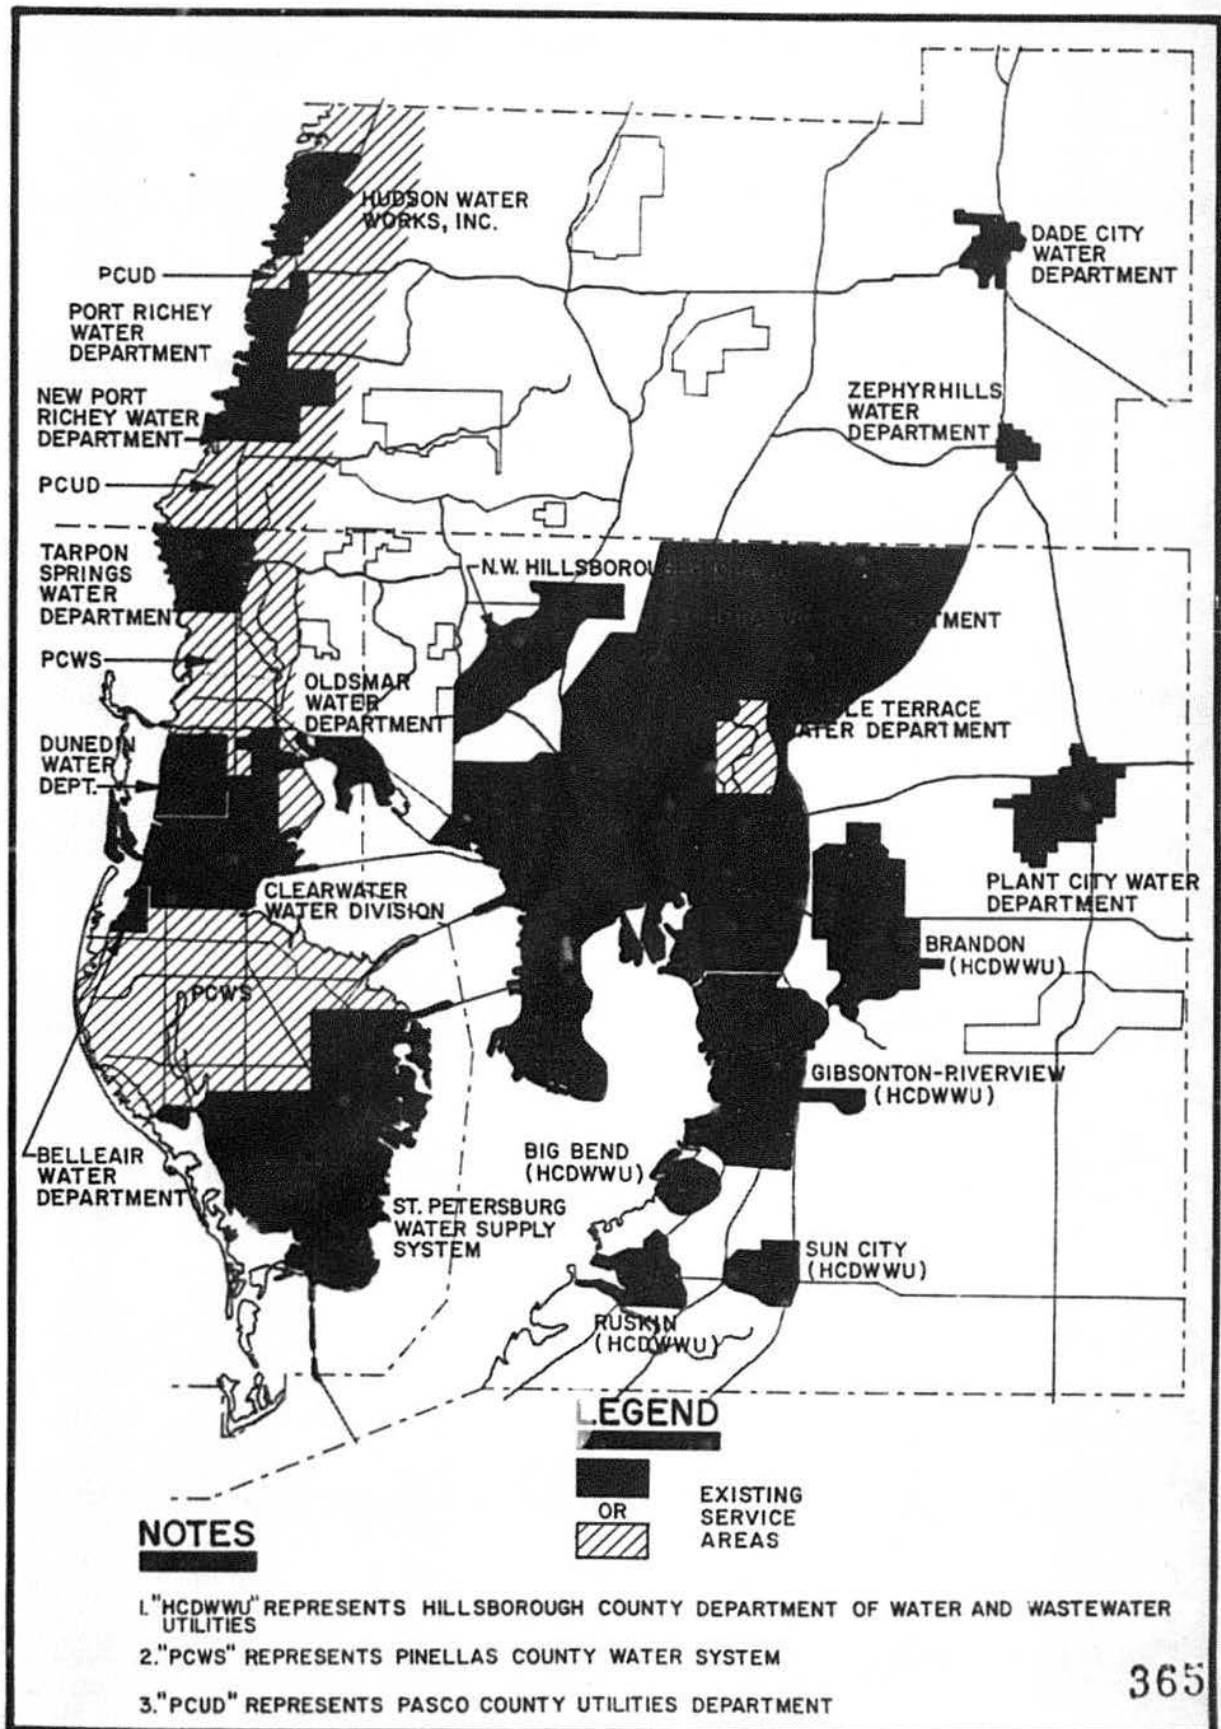 HUDSON WATER
WORKS, INC.
DADE CITY
WATER
DEPARTMENT
PCUD
PORT RICHEY
WATER
DEPARTMENT
NEW PORT
RICHEY WATER
DEPARTMENT
ZEPHYRHILLS
WATER
DEPARTMENT
PCUD
TARPON
SPRINGS
WATER
DEPARTMENT
N.W. HILLSBOROU
TMENT
PCWS
OLDSMAR
WATER
DEPARTMENT
LE TERRACE
ATER DEPARTMENT
DUNEDIN
WATER
DEPT.
CLEARWATER
WATER DIVISION
PLANT CITY WATER
DEPARTMENT
BRANDON
(HCDWWU)
PCWS
GIBSONTON-RIVERVIEW
(HCDWWU)
BELLEAIR
WATER
DEPARTMENT
BIG BEND
(HCDWWU)
ST. PETERSBURG
WATER SUPPLY
SYSTEM
SUN CITY
(HCDWWU)
RUSKIN
(HCDWWU)
LEGEND
OR
EXISTING
SERVICE
AREAS
NOTES
1."HCDWWU" REPRESENTS HILLSBOROUGH COUNTY DEPARTMENT OF WATER AND WASTEWATER
UTILITIES
2."PCWS" REPRESENTS PINELLAS COUNTY WATER SYSTEM
3."PCUD" REPRESENTS PASCO COUNTY UTILITIES DEPARTMENT
365